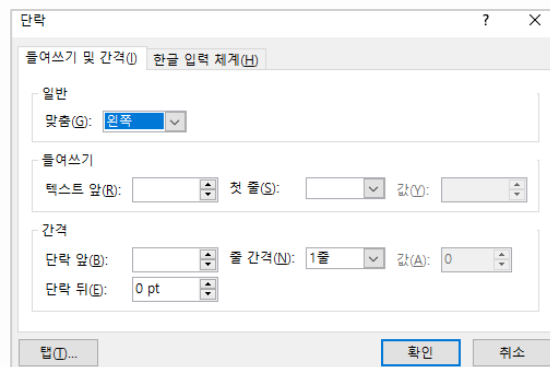 단락 ? ×
들여쓰기 및 간격(I) 한글 입력 체계(H)
일반
맞춤(G): 왼쪽
들여쓰기
텍스트 앞(R): 첫 줄(S): 값(Y):
간격
단락 앞(B): 줄 간격(N): 1줄 값(A): 0
단락 뒤(E): 0 pt
탭(T)... 확인 취소